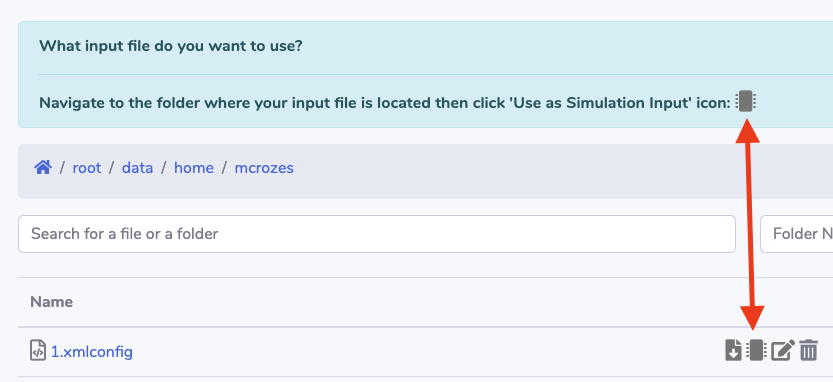 What input file do you want to use?
Navigate to the folder where your input file is located then click 'Use as Simulation Input' icon:
/ root / data / home / mcrozes
Search for a file or a folder
Folder N
Name
1.xmlconfig